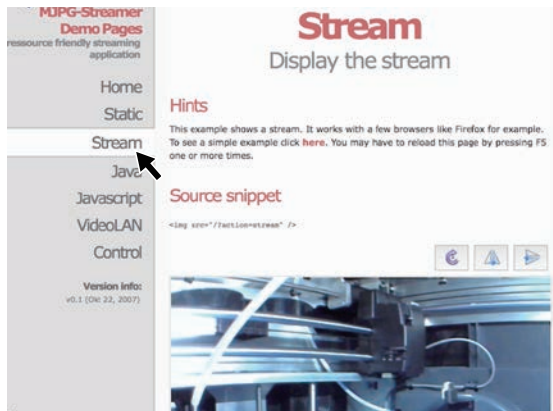 MJPG-Streamer
Demo Pages
ressource friendly streaming
application
Home
Static
Stream
Java
Javascript
VideoLAN
Control
Version info:
v0.1 (Okt 22, 2007)
Stream
Display the stream
Hints
This example shows a stream. It works with a few browsers like Firefox for example.
To see a simple example click here. You may have to reload this page by pressing F5
one or more times.
Source snippet
<img src="/?action=stream" />